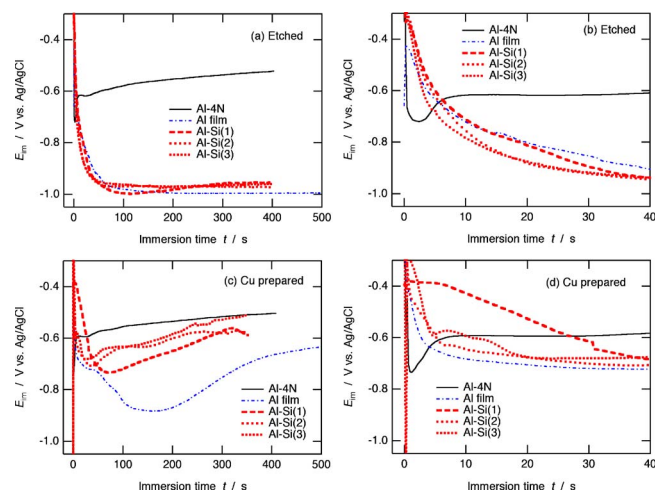 (a) Etched
-0.4
-0.6
-0.8
-1.0
Al-4N
Al film
Al-Si(1)
Al-Si(2)
Al-Si(3)
E_im / V vs. Ag/AgCl
0 100 200 300 400 500
Immersion time t / s
(b) Etched
-0.4
-0.6
-0.8
-1.0
Al-4N
Al film
Al-Si(1)
Al-Si(2)
Al-Si(3)
E_im / V vs. Ag/AgCl
0 10 20 30 40
Immersion time t / s
(c) Cu prepared
-0.4
-0.6
-0.8
-1.0
Al-4N
Al film
Al-Si(1)
Al-Si(2)
Al-Si(3)
E_im / V vs. Ag/AgCl
0 100 200 300 400 500
Immersion time t / s
(d) Cu prepared
-0.4
-0.6
-0.8
-1.0
Al-4N
Al film
Al-Si(1)
Al-Si(2)
Al-Si(3)
E_im / V vs. Ag/AgCl
0 10 20 30 40
Immersion time t / s